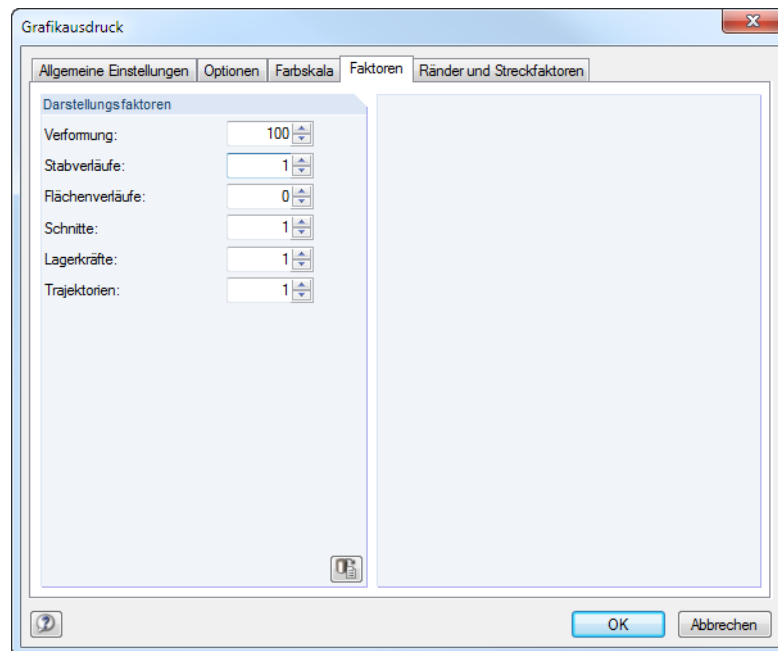 Grafikausdruck
Allgemeine Einstellungen Optionen Farbskala Faktoren Ränder und Streckfaktoren
Darstellungsfaktoren
Verformung: 100
Stabverläufe: 1
Flächenverläufe: 0
Schnitte: 1
Lagerkräfte: 1
Trajektorien: 1
OK Abbrechen